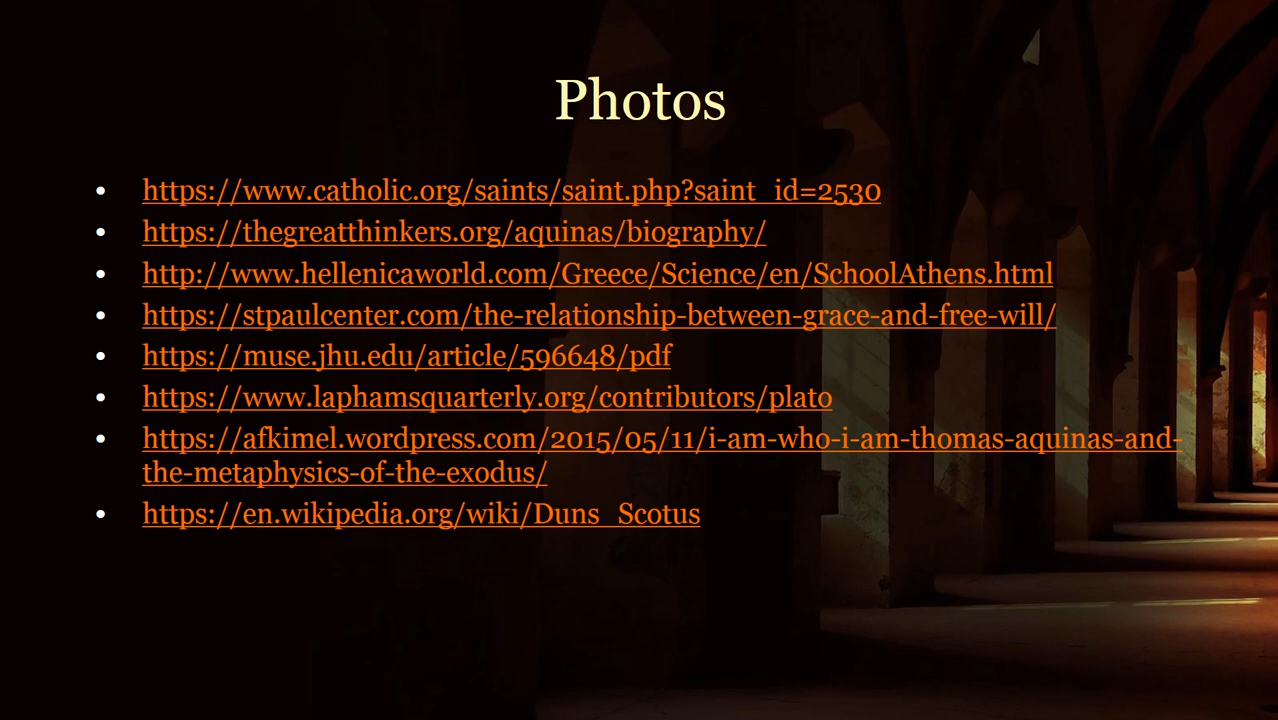 Photos
• https://www.catholic.org/saints/saint.php?saint_id=2530
• https://thegreatthinkers.org/aquinas/biography/
• http://www.hellenicaworld.com/Greece/Science/en/SchoolAthens.html
• https://stpaulcenter.com/the-relationship-between-grace-and-free-will/
• https://muse.jhu.edu/article/596648/pdf
• https://www.laphamsquarterly.org/contributors/plato
• https://afkimel.wordpress.com/2015/05/11/i-am-who-i-am-thomas-aquinas-and-
the-metaphysics-of-the-exodus/
• https://en.wikipedia.org/wiki/Duns_Scotus